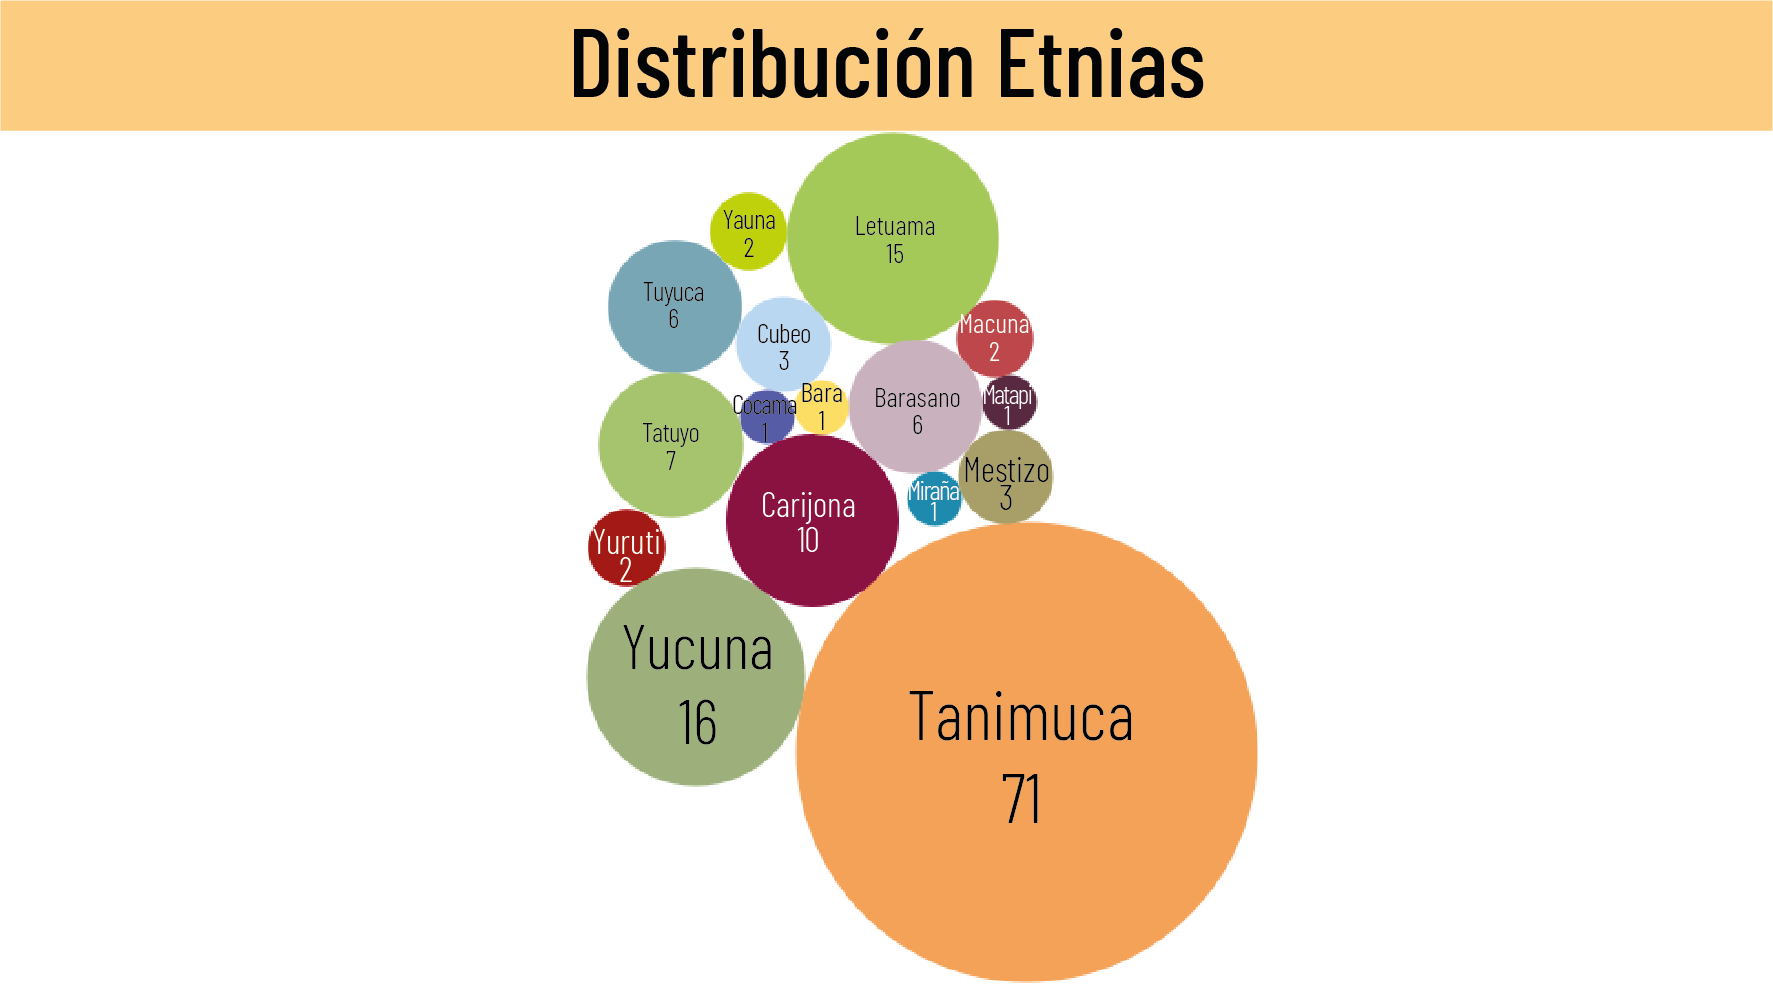 Distribución Etnias
Yauna
2
Letuama
15
Tuyuca
6
Cubeo
3
Macuna
2
Cocama
1
Bara
1
Barasano
6
Matapi
1
Tatuyo
7
Carijona
10
Miraña
1
Mestizo
3
Yuruti
2
Yucuna
16
Tanimuca
71